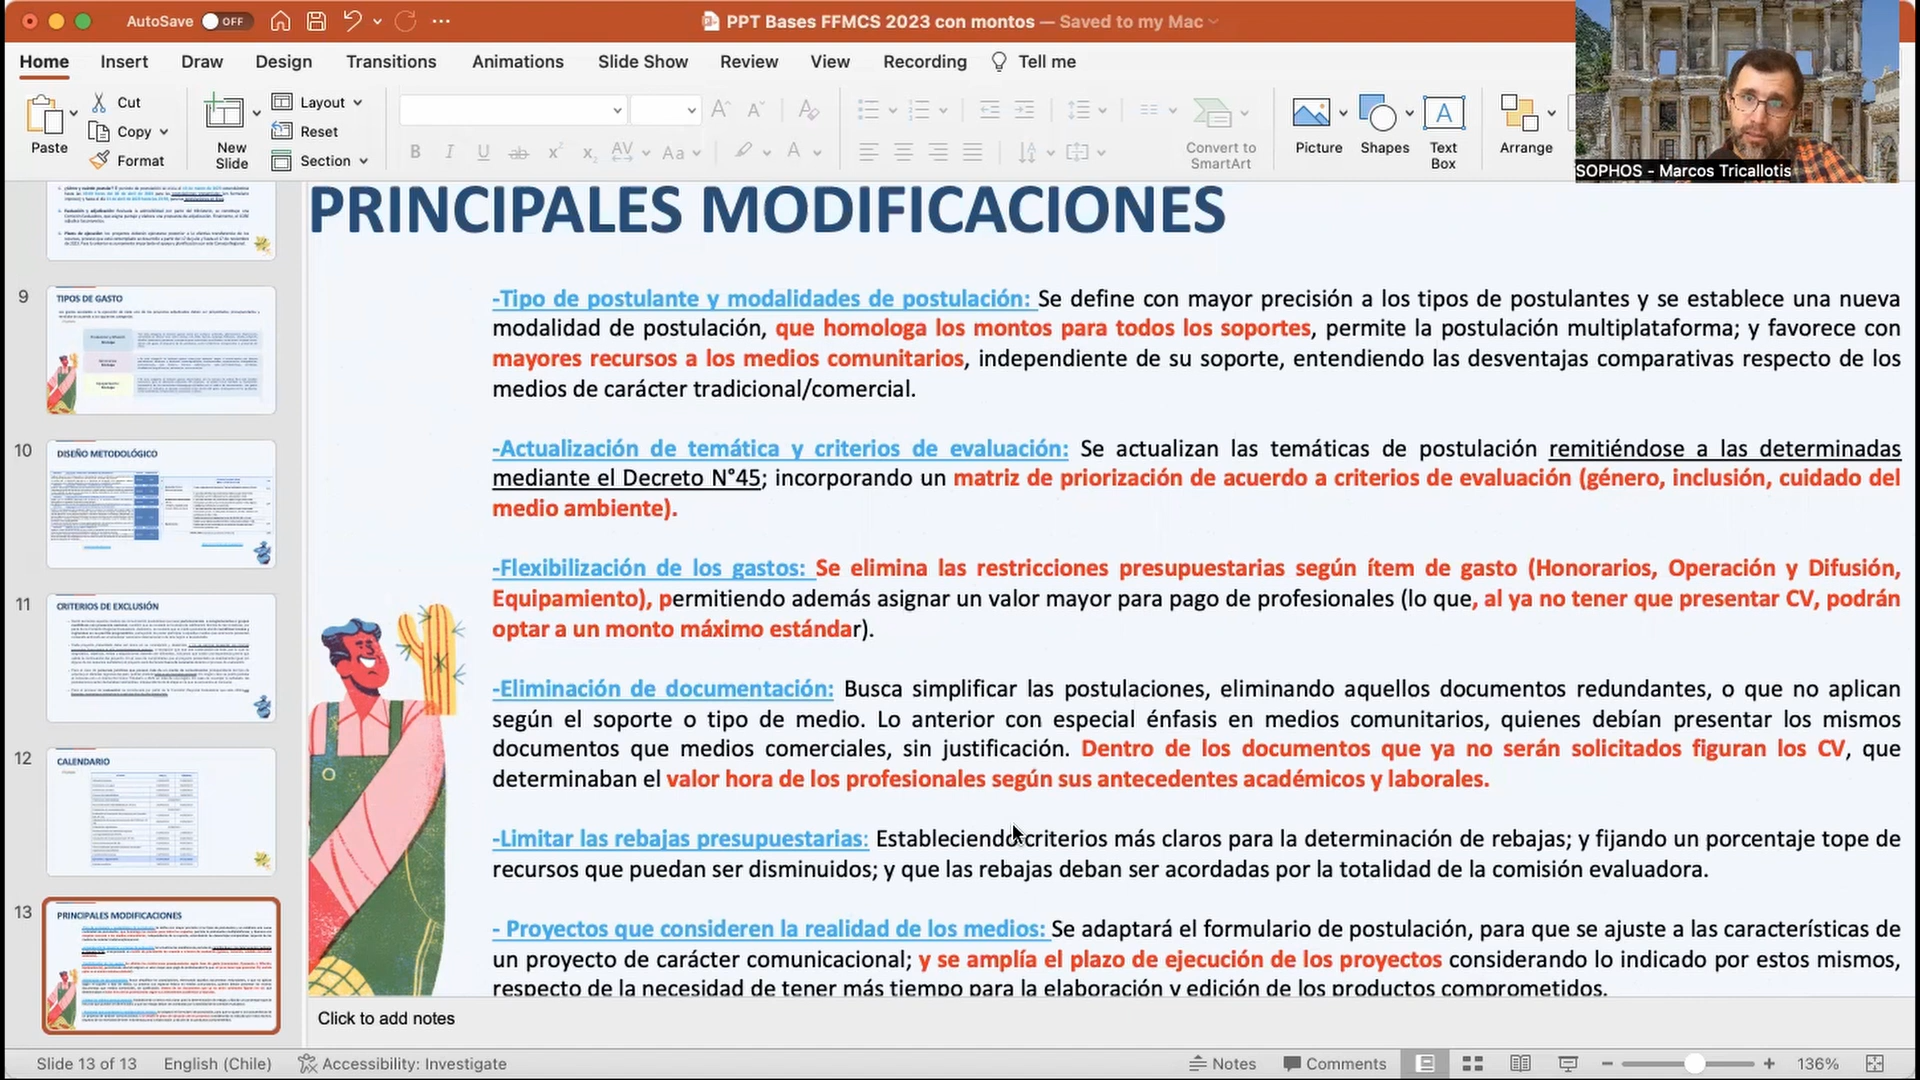 AutoSave OFF
PPT Bases FFMCS 2023 con montos — Saved to my Mac
Home Insert Draw Design Transitions Animations Slide Show Review View Recording Tell me
Paste
Cut
Copy
Format
New Slide
Layout
Reset
Section
Convert to SmartArt
Picture
Shapes
Text Box
Arrange
SOPHOS - Marcos Tricallotis
9
TIPOS DE GASTO
10
DISEÑO METODOLÓGICO
11
CRITERIOS DE EXCLUSIÓN
12
CALENDARIO
13
PRINCIPALES MODIFICACIONES
PRINCIPALES MODIFICACIONES
-Tipo de postulante y modalidades de postulación: Se define con mayor precisión a los tipos de postulantes y se establece una nueva
modalidad de postulación, que homologa los montos para todos los soportes, permite la postulación multiplataforma; y favorece con
mayores recursos a los medios comunitarios, independiente de su soporte, entendiendo las desventajas comparativas respecto de los
medios de carácter tradicional/comercial.
-Actualización de temática y criterios de evaluación: Se actualizan las temáticas de postulación remitiéndose a las determinadas
mediante el Decreto N°45; incorporando un matriz de priorización de acuerdo a criterios de evaluación (género, inclusión, cuidado del
medio ambiente).
-Flexibilización de los gastos: Se elimina las restricciones presupuestarias según ítem de gasto (Honorarios, Operación y Difusión,
Equipamiento), permitiendo además asignar un valor mayor para pago de profesionales (lo que, al ya no tener que presentar CV, podrán
optar a un monto máximo estándar).
-Eliminación de documentación: Busca simplificar las postulaciones, eliminando aquellos documentos redundantes, o que no aplican
según el soporte o tipo de medio. Lo anterior con especial énfasis en medios comunitarios, quienes debían presentar los mismos
documentos que medios comerciales, sin justificación. Dentro de los documentos que ya no serán solicitados figuran los CV, que
determinaban el valor hora de los profesionales según sus antecedentes académicos y laborales.
-Limitar las rebajas presupuestarias: Estableciendo criterios más claros para la determinación de rebajas; y fijando un porcentaje tope de
recursos que puedan ser disminuidos; y que las rebajas deban ser acordadas por la totalidad de la comisión evaluadora.
- Proyectos que consideren la realidad de los medios: Se adaptará el formulario de postulación, para que se ajuste a las características de
un proyecto de carácter comunicacional; y se amplía el plazo de ejecución de los proyectos considerando lo indicado por estos mismos,
respecto de la necesidad de tener más tiempo para la elaboración y edición de los productos comprometidos.
Click to add notes
Slide 13 of 13 English (Chile) Accessibility: Investigate Notes Comments 136%